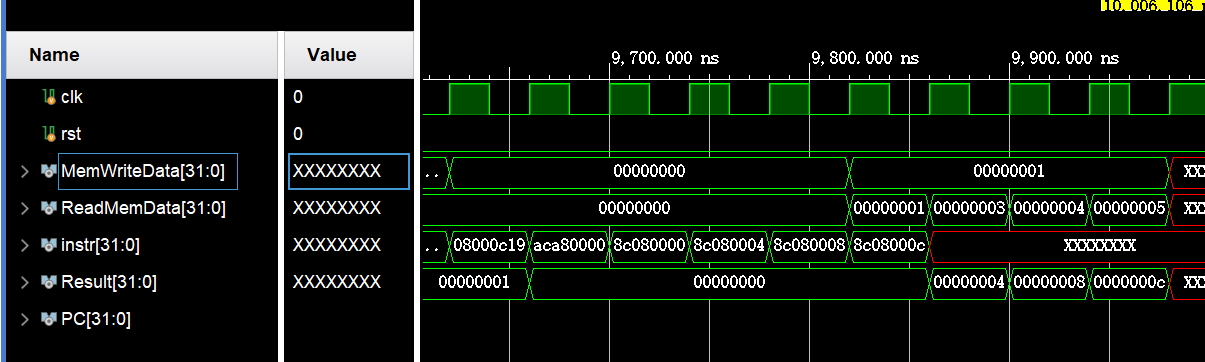 10,006.106
Name Value
9,700.000 ns 9,800.000 ns 9,900.000 ns
clk 0
rst 0
MemWriteData[31:0] XXXXXXXX .. 00000000 00000001 XX
ReadMemData[31:0] XXXXXXXX 00000000 00000001 00000003 00000004 00000005 XX
instr[31:0] XXXXXXXX .. 08000c19 aca80000 8c080000 8c080004 8c080008 8c08000c XXXXXXXX
Result[31:0] XXXXXXXX 00000001 00000000 00000004 00000008 0000000c XX
PC[31:0]